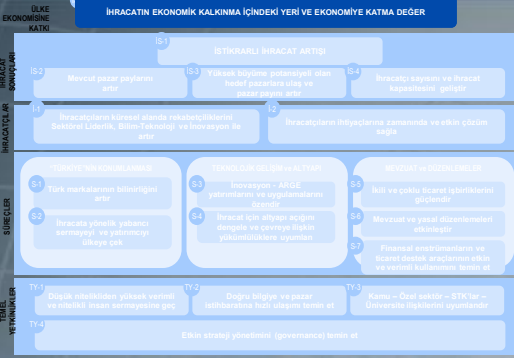 ÜLKE
EKONOMİSİNE
KATKI
İHRACATIN EKONOMİK KALKINMA İÇİNDEKİ YERİ VE EKONOMİYE KATMA DEĞER
İHRACAT
SONUÇLARI
İS-1
İSTİKRARLI İHRACAT ARTIŞI
İS-2
Mevcut pazar paylarını
artır
İS-3
Yüksek büyüme potansiyeli olan
hedef pazarlara ulaş ve
pazar payını artır
İS-4
İhracatçı sayısını ve ihracat
kapasitesini geliştir
İHRACATÇILAR
İ-1
İhracatçıların küresel alanda rekabetçiliklerini
Sektörel Liderlik, Bilim-Teknoloji ve İnovasyon ile
artır
İ-2
İhracatçıların ihtiyaçlarına zamanında ve etkin çözüm
sağla
SÜREÇLER
S-1
Türk markalarının bilinirliğini
artır
S-2
İhracata yönelik yabancı
sermayeyi ve yatırımcıyı
ülkeye çek
TEKNOLOJİK GELİŞİM ve ALTYAPI
S-3
İnovasyon - ARGE
yatırımlarını ve uygulamalarını
özendir
S-4
İhracat için altyapı açığını
dengele ve çevreye ilişkin
yükümlülüklere uyumlan
MEVZUAT ve DÜZENLEMELER
S-5
İkili ve çoklu ticaret işbirliklerini
güçlendir
S-6
Mevzuat ve yasal düzenlemeleri
etkinleştir
S-7
Finansal enstrümanların ve
ticaret destek araçlarının etkin
ve verimli kullanımını temin et
TEMEL
YETKİNLİKLER
TY-1
Düşük nitelikliden yüksek verimli
ve nitelikli insan sermayesine geç
TY-2
Doğru bilgiye ve pazar
istihbaratına hızlı ulaşımı temin et
TY-3
Kamu – Özel sektör – STK'lar –
Üniversite ilişkilerini uyumlandır
TY-4
Etkin strateji yönetimini (governance) temin et